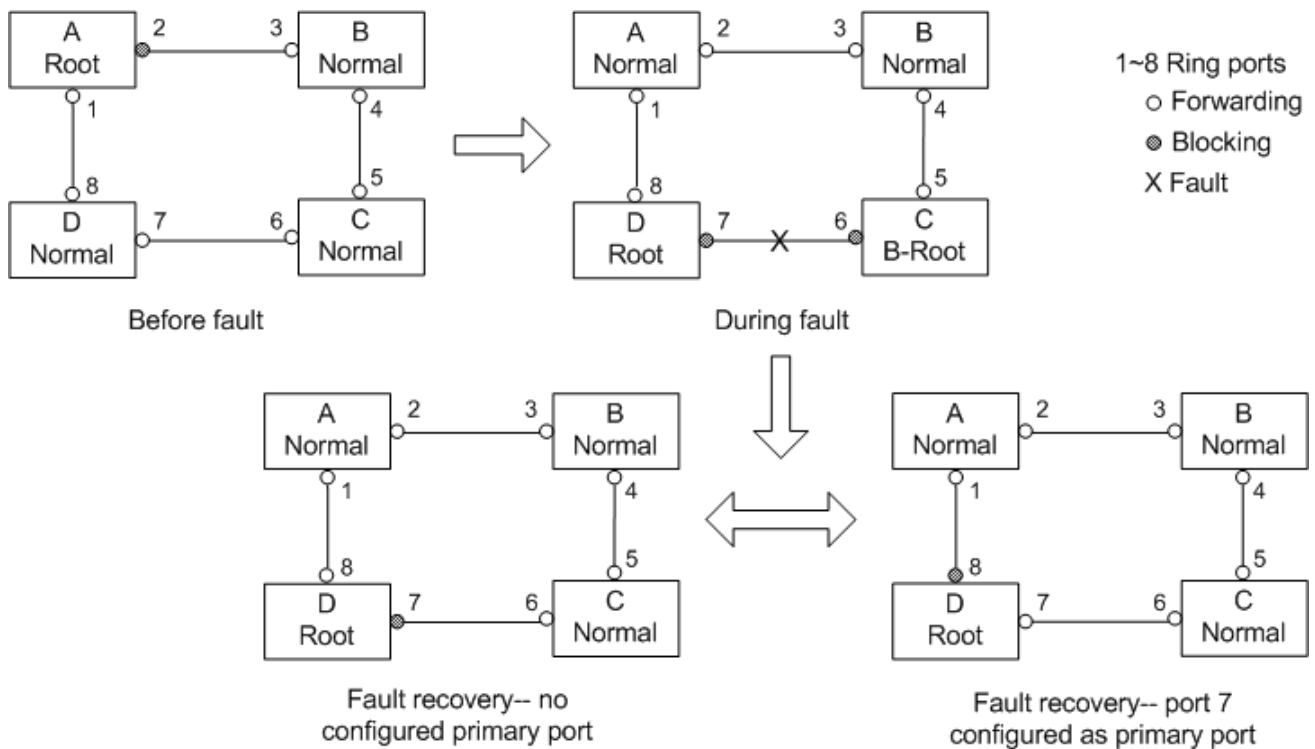 A
Root
2
3
B
Normal
1
4
8
5
D
Normal
7
6
C
Normal
Before fault
A
Normal
2
3
B
Normal
1
4
8
5
D
Root
7
X
6
C
B-Root
During fault
1~8 Ring ports
Forwarding
Blocking
X Fault
A
Normal
2
3
B
Normal
1
4
8
5
D
Root
7
6
C
Normal
Fault recovery-- no
configured primary port
A
Normal
2
3
B
Normal
1
4
8
5
D
Root
7
6
C
Normal
Fault recovery-- port 7
configured as primary port